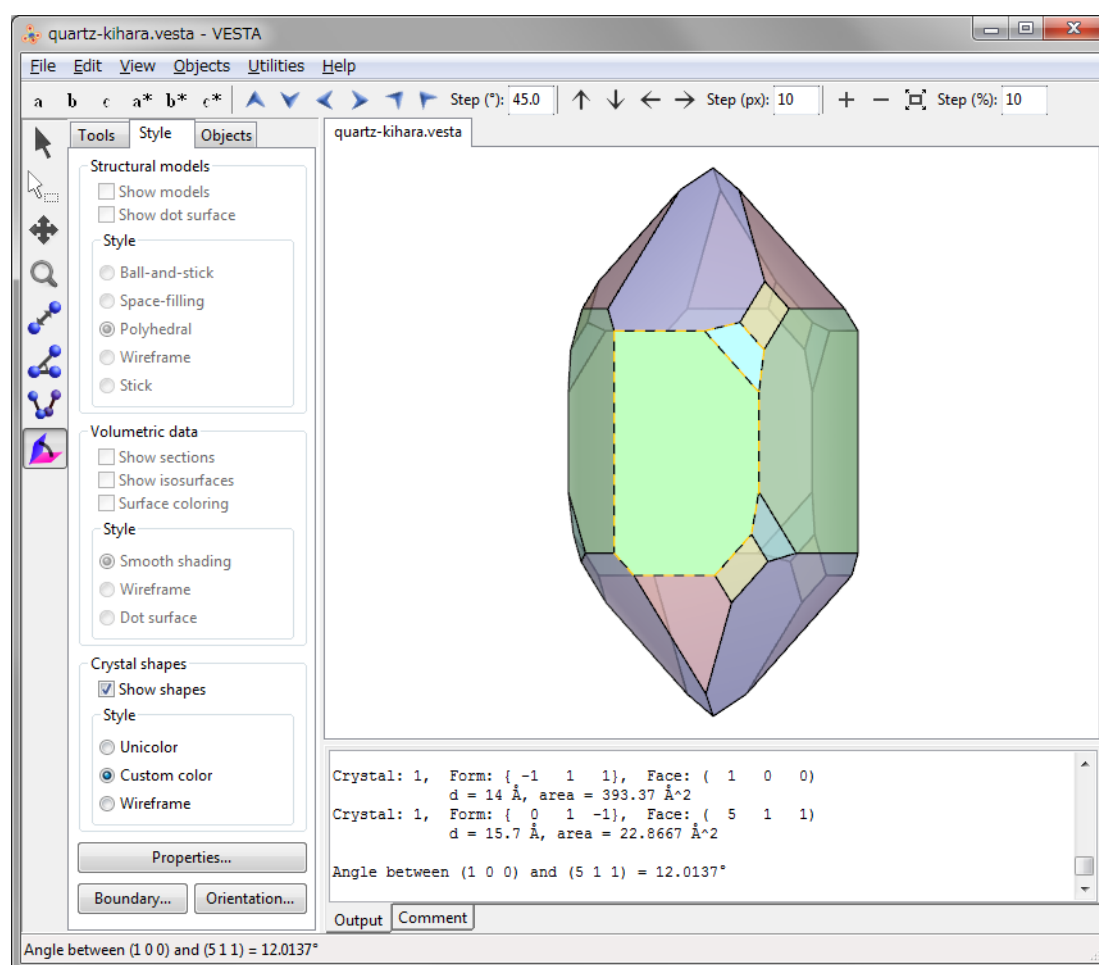 quartz-kihara.vesta - VESTA
File Edit View Objects Utilities Help
a b c a* b* c* Step (°): 45.0 Step (px): 10 Step (%): 10
Tools Style Objects
quartz-kihara.vesta
Structural models
Show models
Show dot surface
Style
Ball-and-stick
Space-filling
Polyhedral
Wireframe
Stick
Volumetric data
Show sections
Show isosurfaces
Surface coloring
Style
Smooth shading
Wireframe
Dot surface
Crystal shapes
Show shapes
Style
Unicolor
Custom color
Wireframe
Properties...
Boundary... Orientation...
Crystal: 1, Form: { -1 1 1}, Face: ( 1 0 0)
d = 14 Å, area = 393.37 Å^2
Crystal: 1, Form: { 0 1 -1}, Face: ( 5 1 1)
d = 15.7 Å, area = 22.8667 Å^2
Angle between (1 0 0) and (5 1 1) = 12.0137°
Output Comment
Angle between (1 0 0) and (5 1 1) = 12.0137°